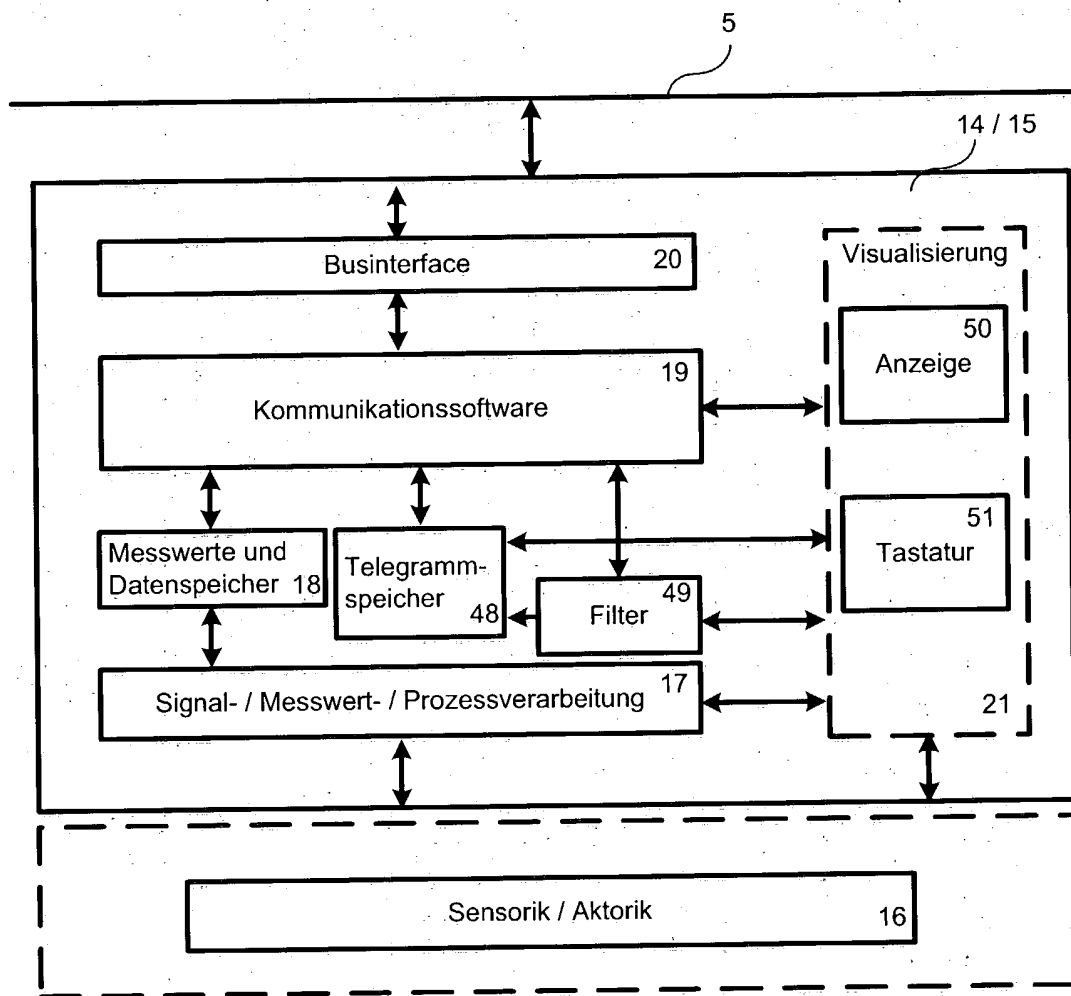 5
14 / 15
Businterface 20
Visualisierung
50
Anzeige
19
Kommunikationssoftware
51
Tastatur
Messwerte und
Datenspeicher 18
Telegramm-
speicher
48
49
Filter
17
Signal- / Messwert- / Prozessverarbeitung
21
Sensorik / Aktorik
16